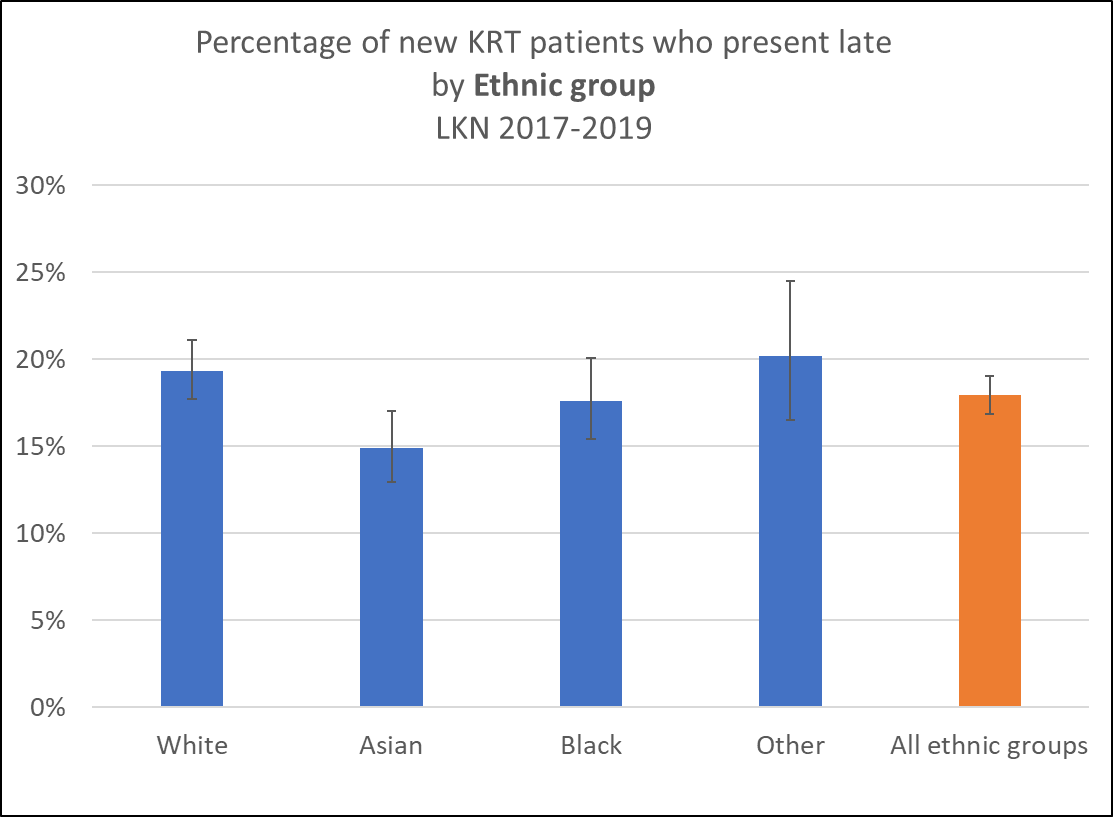 Percentage of new KRT patients who present late
by Ethnic group
LKN 2017-2019
30%
25%
20%
15%
10%
5%
0%
White
Asian
Black
Other
All ethnic groups